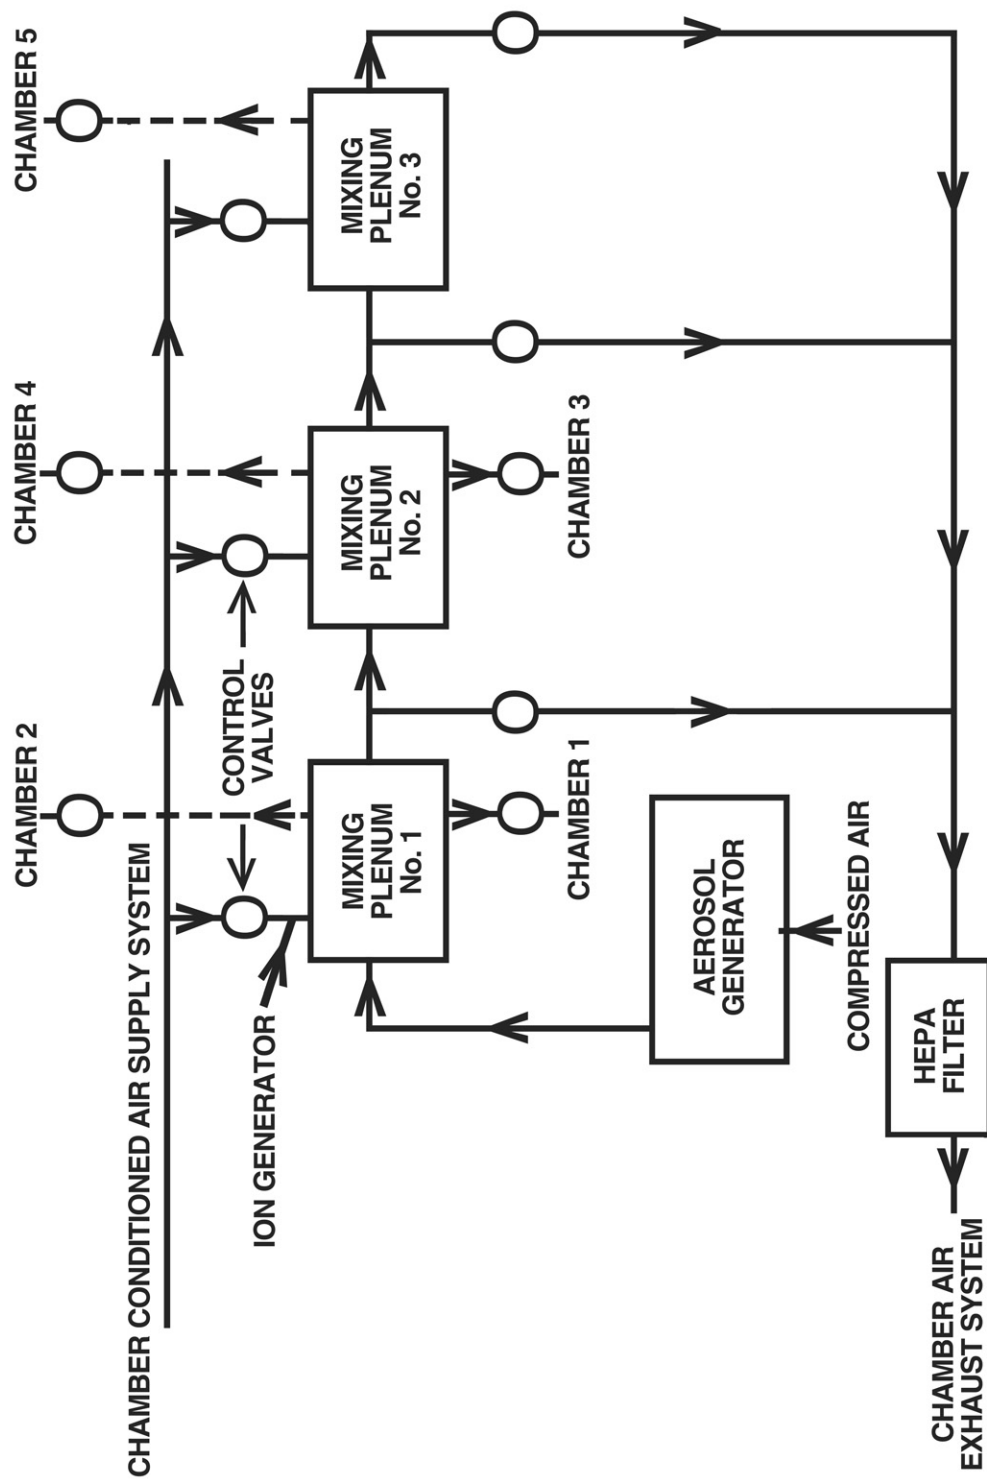 CHAMBER 2
CHAMBER 4
CHAMBER 5
CHAMBER CONDITIONED AIR SUPPLY SYSTEM
CONTROL
VALVES
ION GENERATOR
MIXING
PLENUM
No. 1
MIXING
PLENUM
No. 2
MIXING
PLENUM
No. 3
CHAMBER 1
CHAMBER 3
AEROSOL
GENERATOR
COMPRESSED AIR
HEPA
FILTER
CHAMBER AIR
EXHAUST SYSTEM